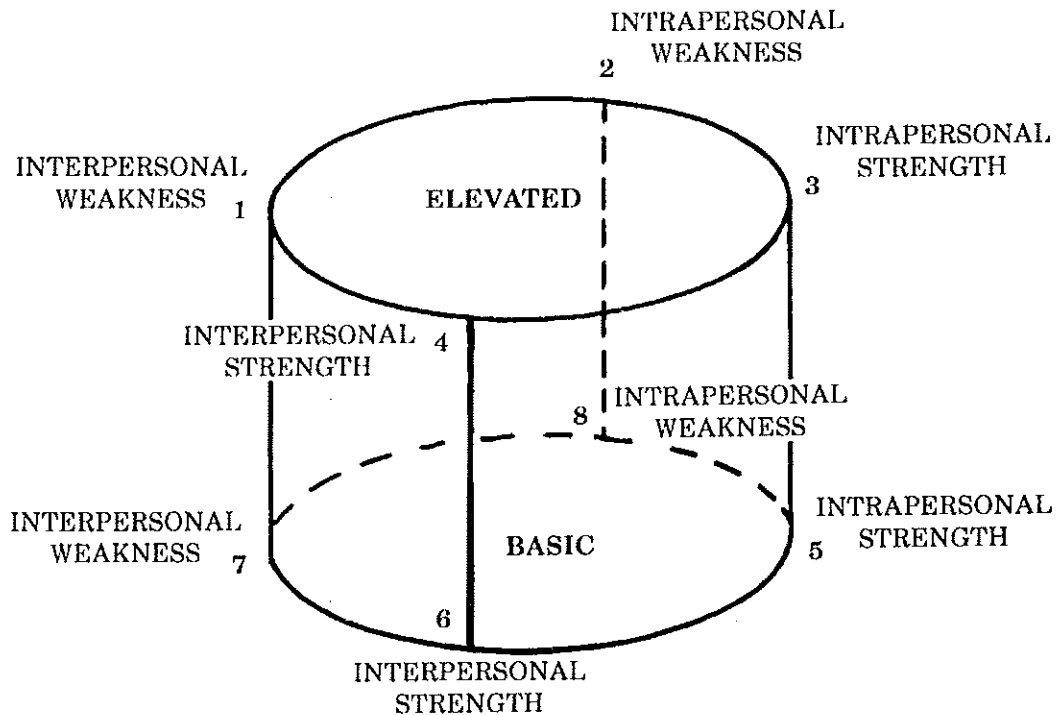 INTRAPERSONAL
WEAKNESS
2
INTRAPERSONAL
STRENGTH
3
INTERPERSONAL
WEAKNESS
1
ELEVATED
INTERPERSONAL
STRENGTH
4
INTRAPERSONAL
WEAKNESS
8
INTERPERSONAL
WEAKNESS
7
BASIC
INTRAPERSONAL
STRENGTH
5
6
INTERPERSONAL
STRENGTH